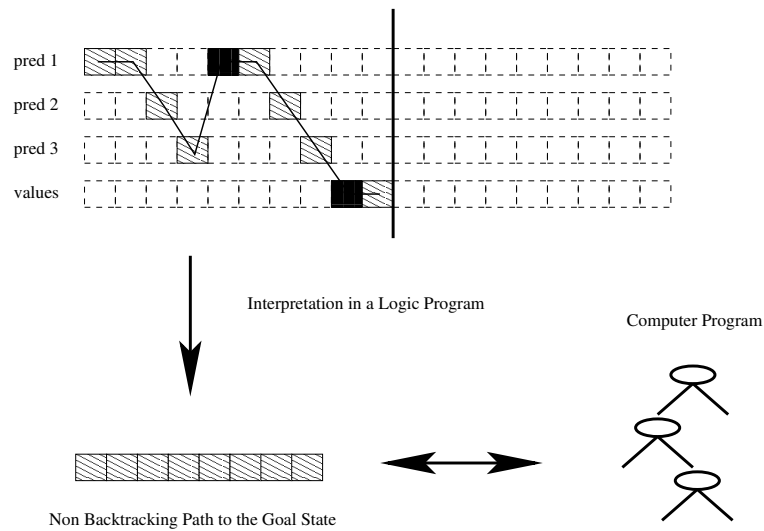 pred 1
pred 2
pred 3
values
Interpretation in a Logic Program
Computer Program
Non Backtracking Path to the Goal State